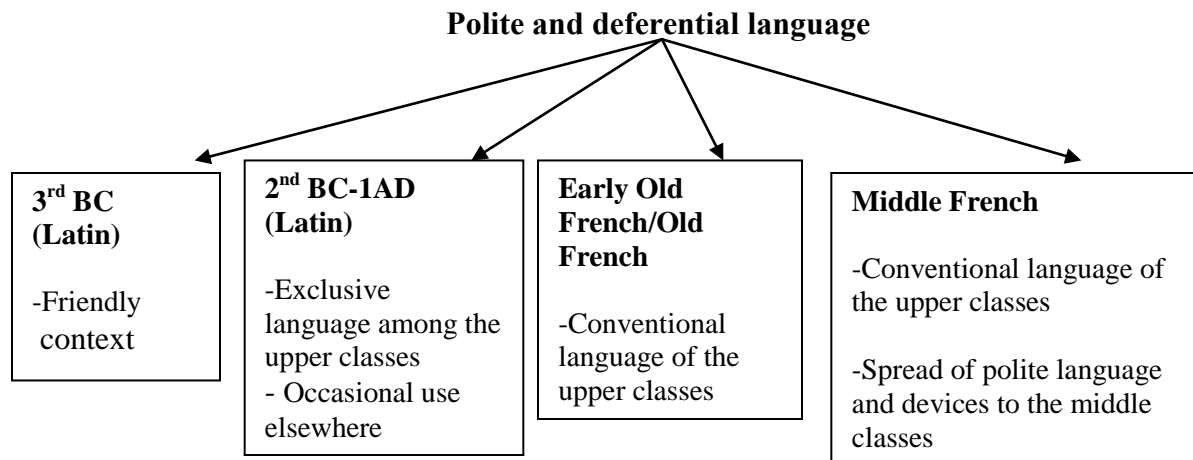 Polite and deferential language
3rd BC
(Latin)
-Friendly
context
2nd BC-1AD
(Latin)
-Exclusive
language among the
upper classes
- Occasional use
elsewhere
Early Old
French/Old
French
-Conventional
language of the
upper classes
Middle French
-Conventional language of
the upper classes
-Spread of polite language
and devices to the middle
classes